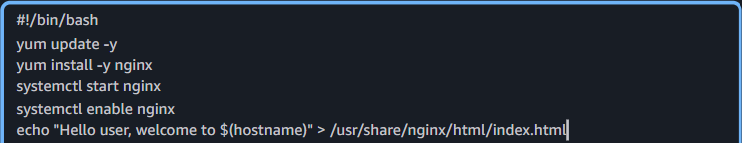 #!/bin/bash
yum update -y
yum install -y nginx
systemctl start nginx
systemctl enable nginx
echo "Hello user, welcome to $(hostname)" > /usr/share/nginx/html/index.html